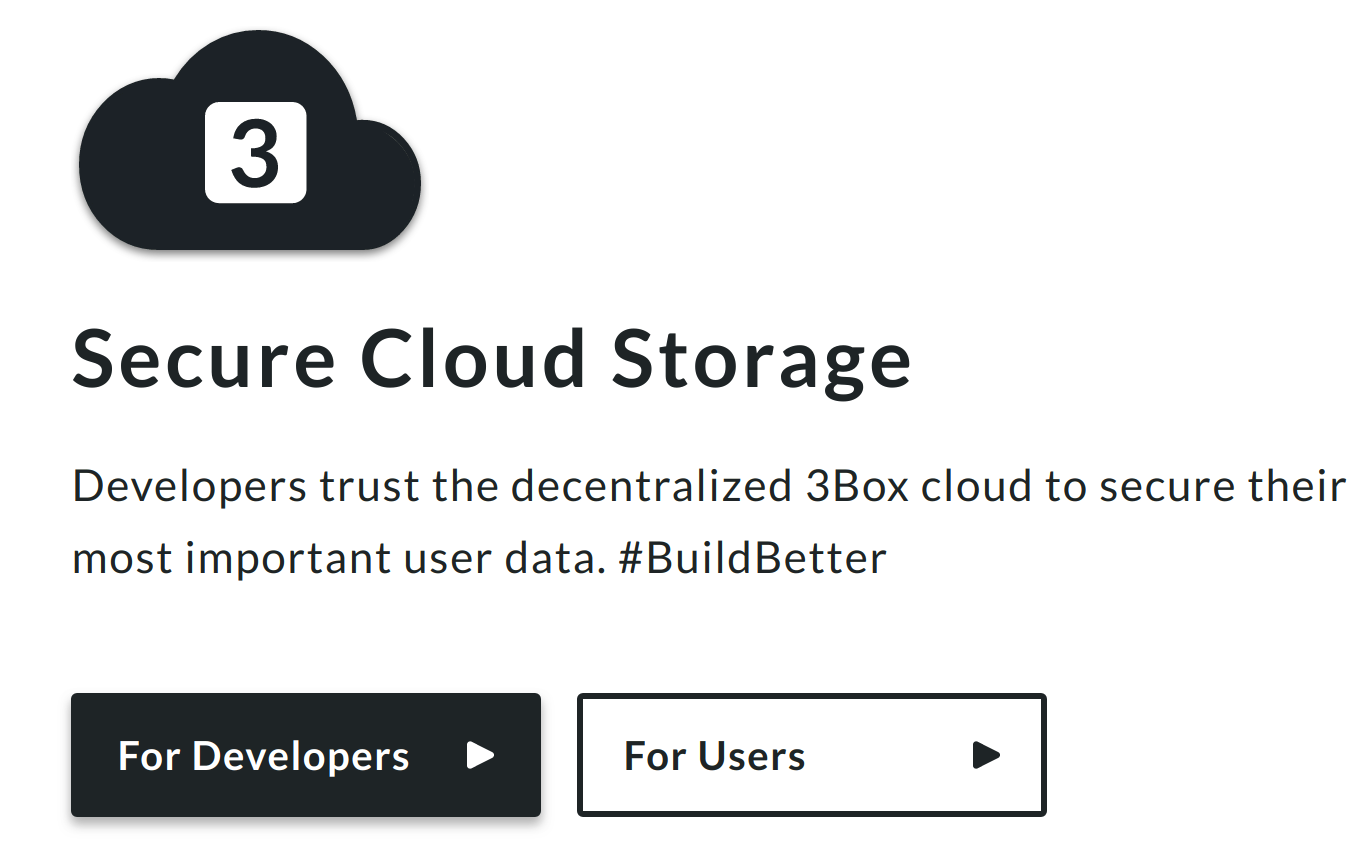 3
Secure Cloud Storage
Developers trust the decentralized 3Box cloud to secure their
most important user data. #BuildBetter
For Developers
For Users